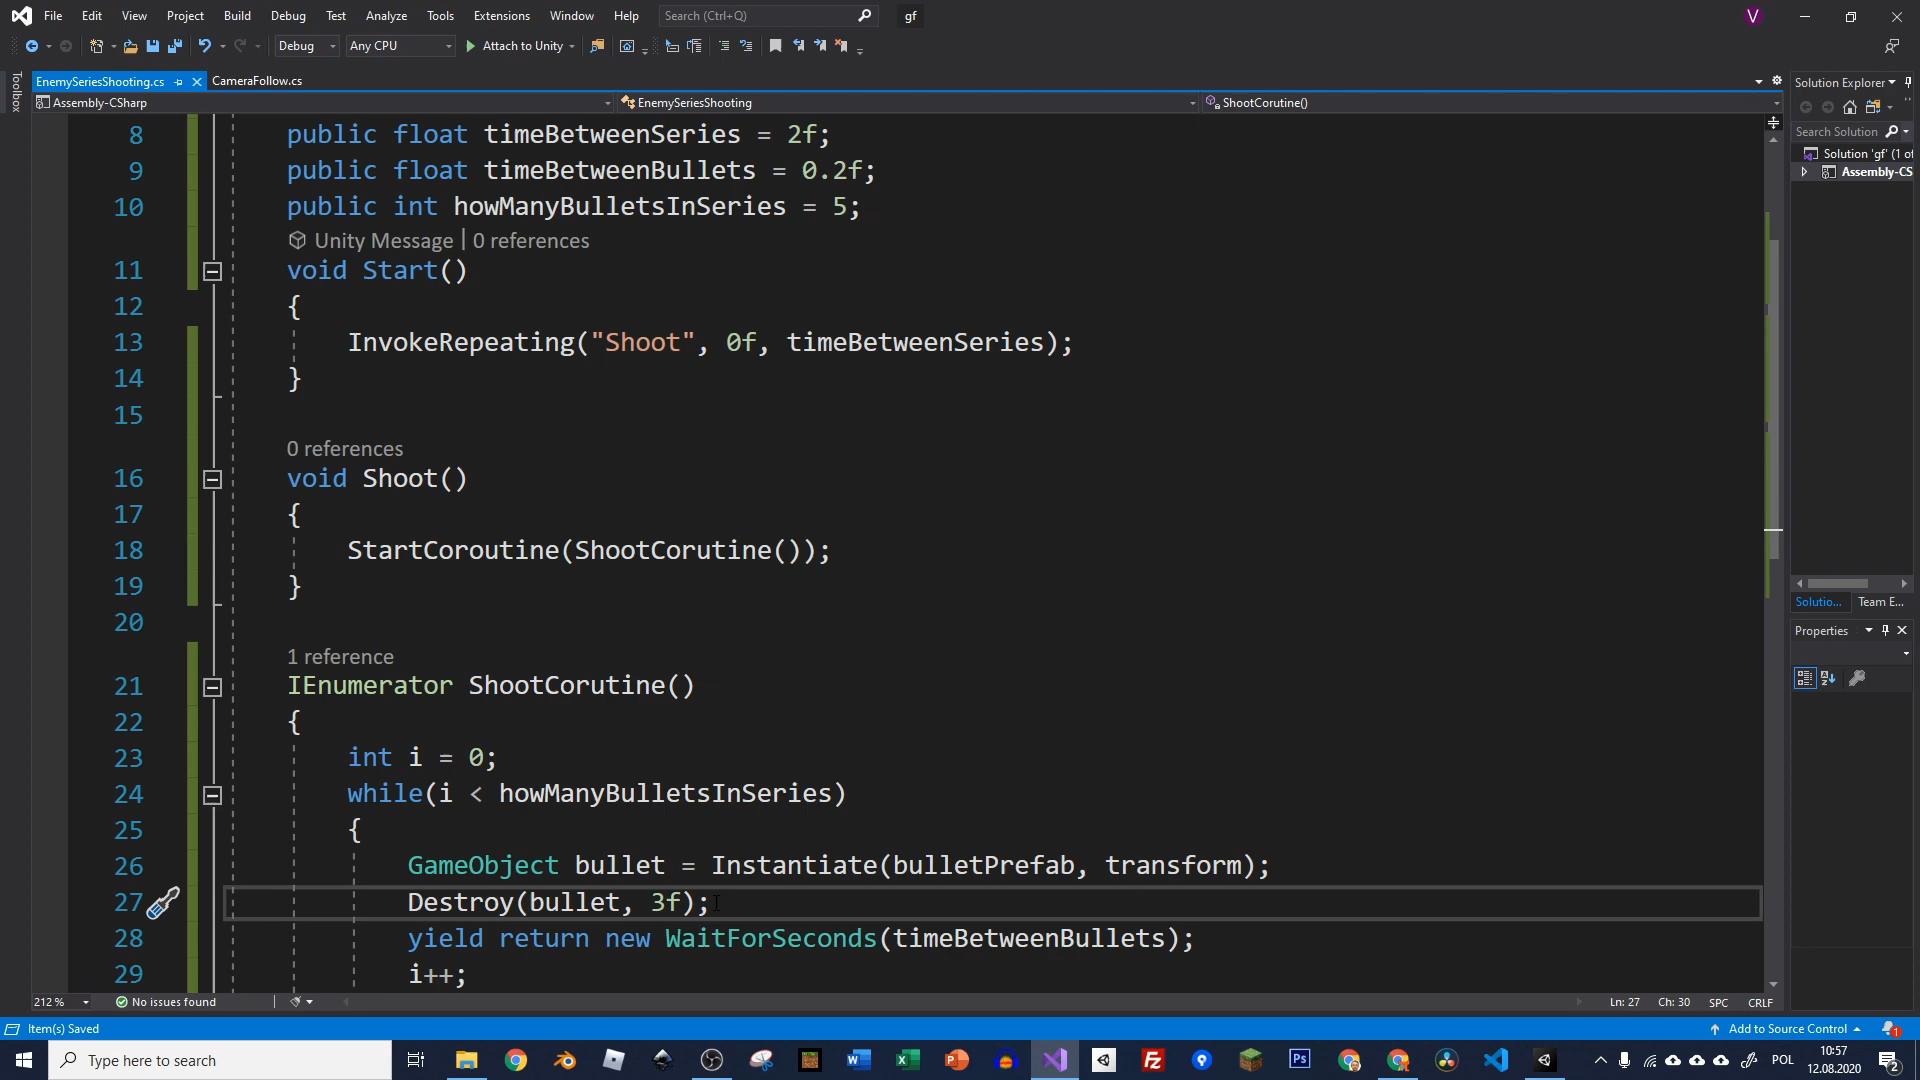 File Edit View Project Build Debug Test Analyze Tools Extensions Window Help Search (Ctrl+Q) gf V
Debug Any CPU Attach to Unity
Toolbox
EnemySeriesShooting.cs CameraFollow.cs
Assembly-CSharp EnemySeriesShooting ShootCorutine()
8 public float timeBetweenSeries = 2f;
9 public float timeBetweenBullets = 0.2f;
10 public int howManyBulletsInSeries = 5;
Unity Message | 0 references
11 void Start()
12 {
13 InvokeRepeating("Shoot", 0f, timeBetweenSeries);
14 }
15
0 references
16 void Shoot()
17 {
18 StartCoroutine(ShootCorutine());
19 }
20
1 reference
21 IEnumerator ShootCorutine()
22 {
23 int i = 0;
24 while(i < howManyBulletsInSeries)
25 {
26 GameObject bullet = Instantiate(bulletPrefab, transform);
27 Destroy(bullet, 3f);
28 yield return new WaitForSeconds(timeBetweenBullets);
29 i++;
212 % No issues found Ln: 27 Ch: 30 SPC CRLF
Solution Explorer
Search Solution
Solution 'gf' (1 of
Assembly-CS
Solutio... Team E...
Properties
Item(s) Saved Add to Source Control 1
Type here to search POL 10:57
12.08.2020 2